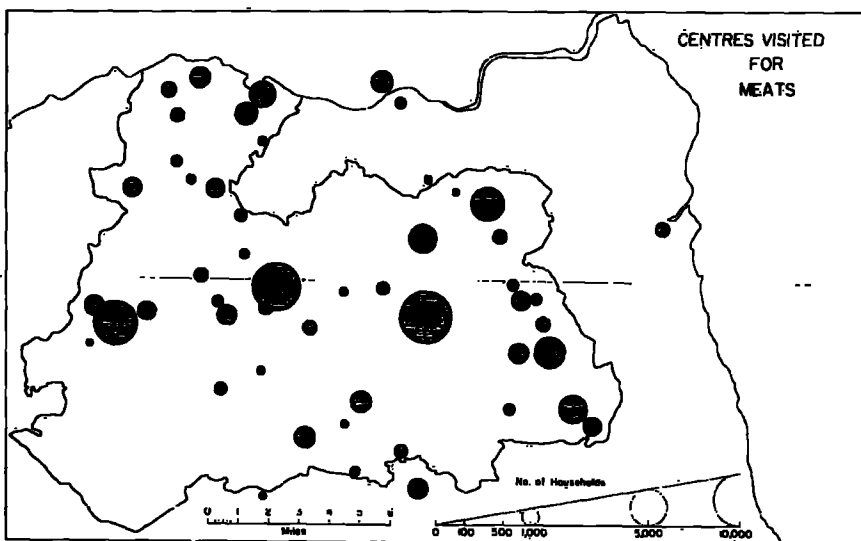 CENTRES VISITED
FOR
MEATS
No. of Households
0 1 2 3 4 5 6
Miles
0 100 500 1,000 5,000 10,000